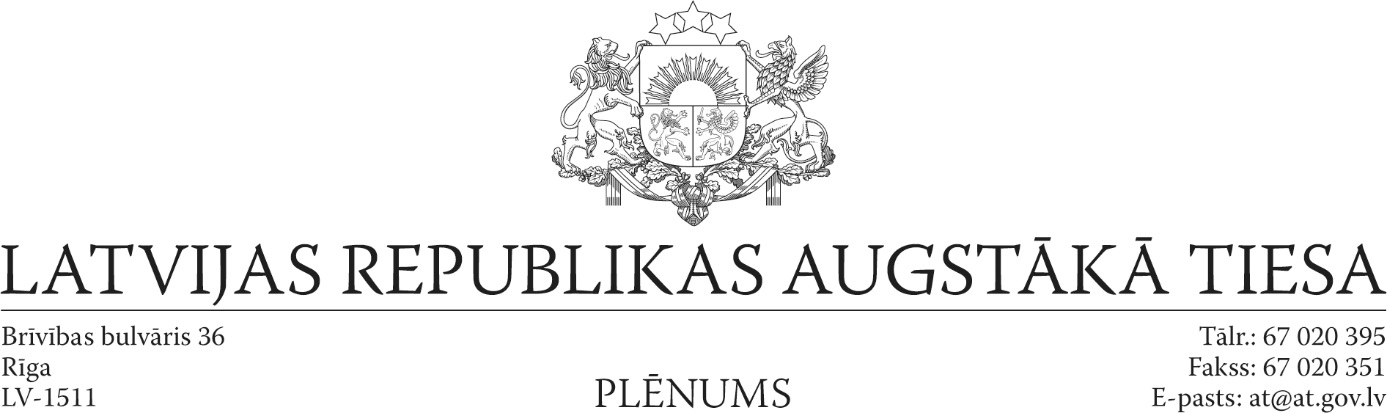 LATVIJAS REPUBLIKAS AUGSTĀKĀ TIESA
Brīvības bulvāris 36
Rīga
LV-1511
PLĒNUMS
Tālr.: 67 020 395
Fakss: 67 020 351
E-pasts: at@at.gov.lv